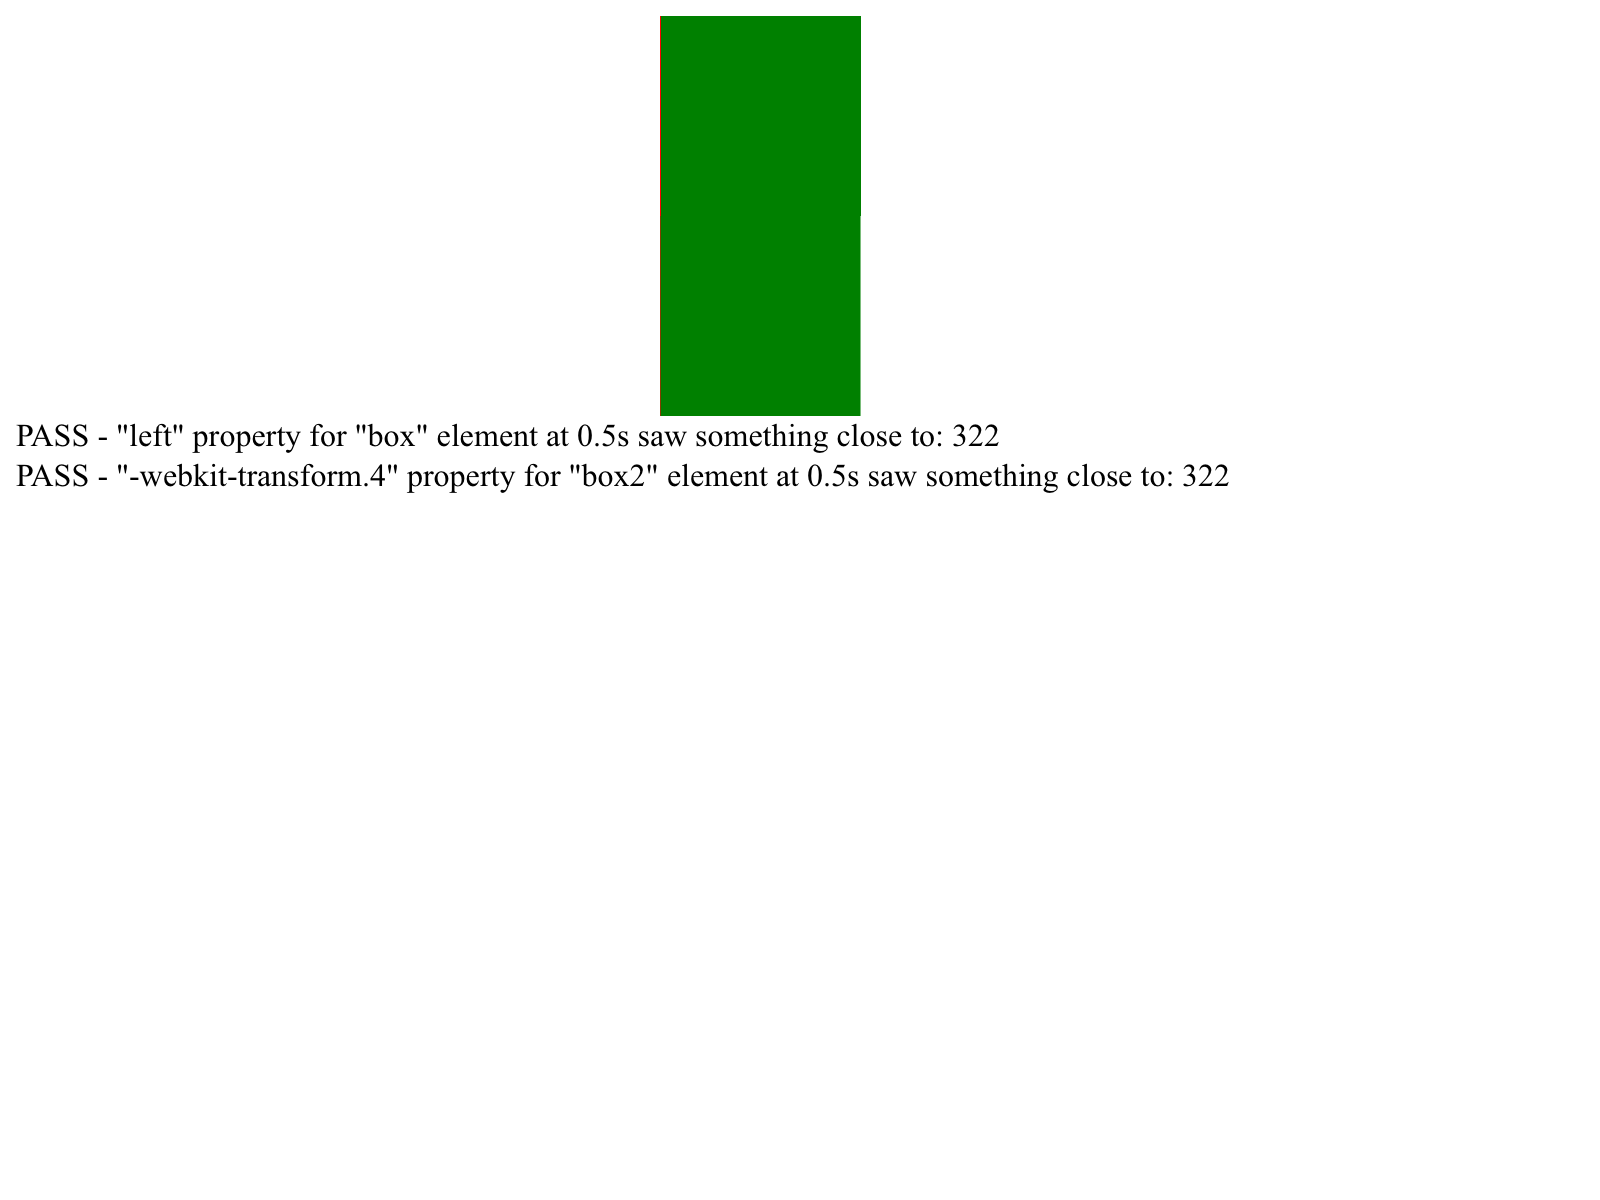 PASS - "left" property for "box" element at 0.5s saw something close to: 322
PASS - "-webkit-transform.4" property for "box2" element at 0.5s saw something close to: 322